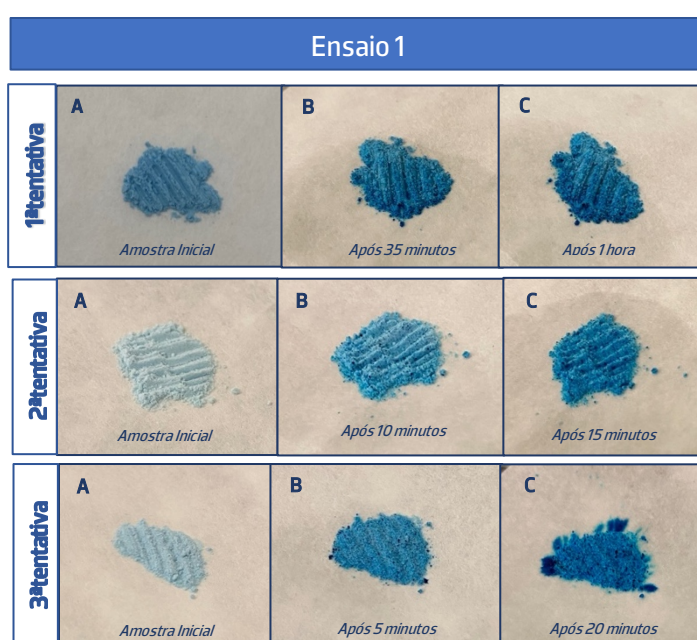 Ensaio 1
1ªtentativa
A
B
C
Amostra Inicial
Após 35 minutos
Após 1 hora
2ªtentativa
A
B
C
Amostra Inicial
Após 10 minutos
Após 15 minutos
3ªtentativa
A
B
C
Amostra Inicial
Após 5 minutos
Após 20 minutos